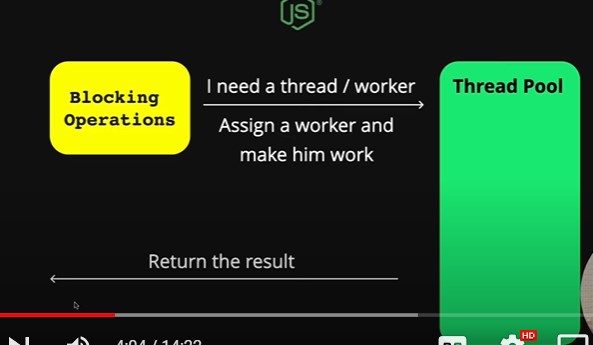 JS
Blocking
Operations
I need a thread / worker
Assign a worker and
make him work
Thread Pool
Return the result
HD
4:04 / 14:22